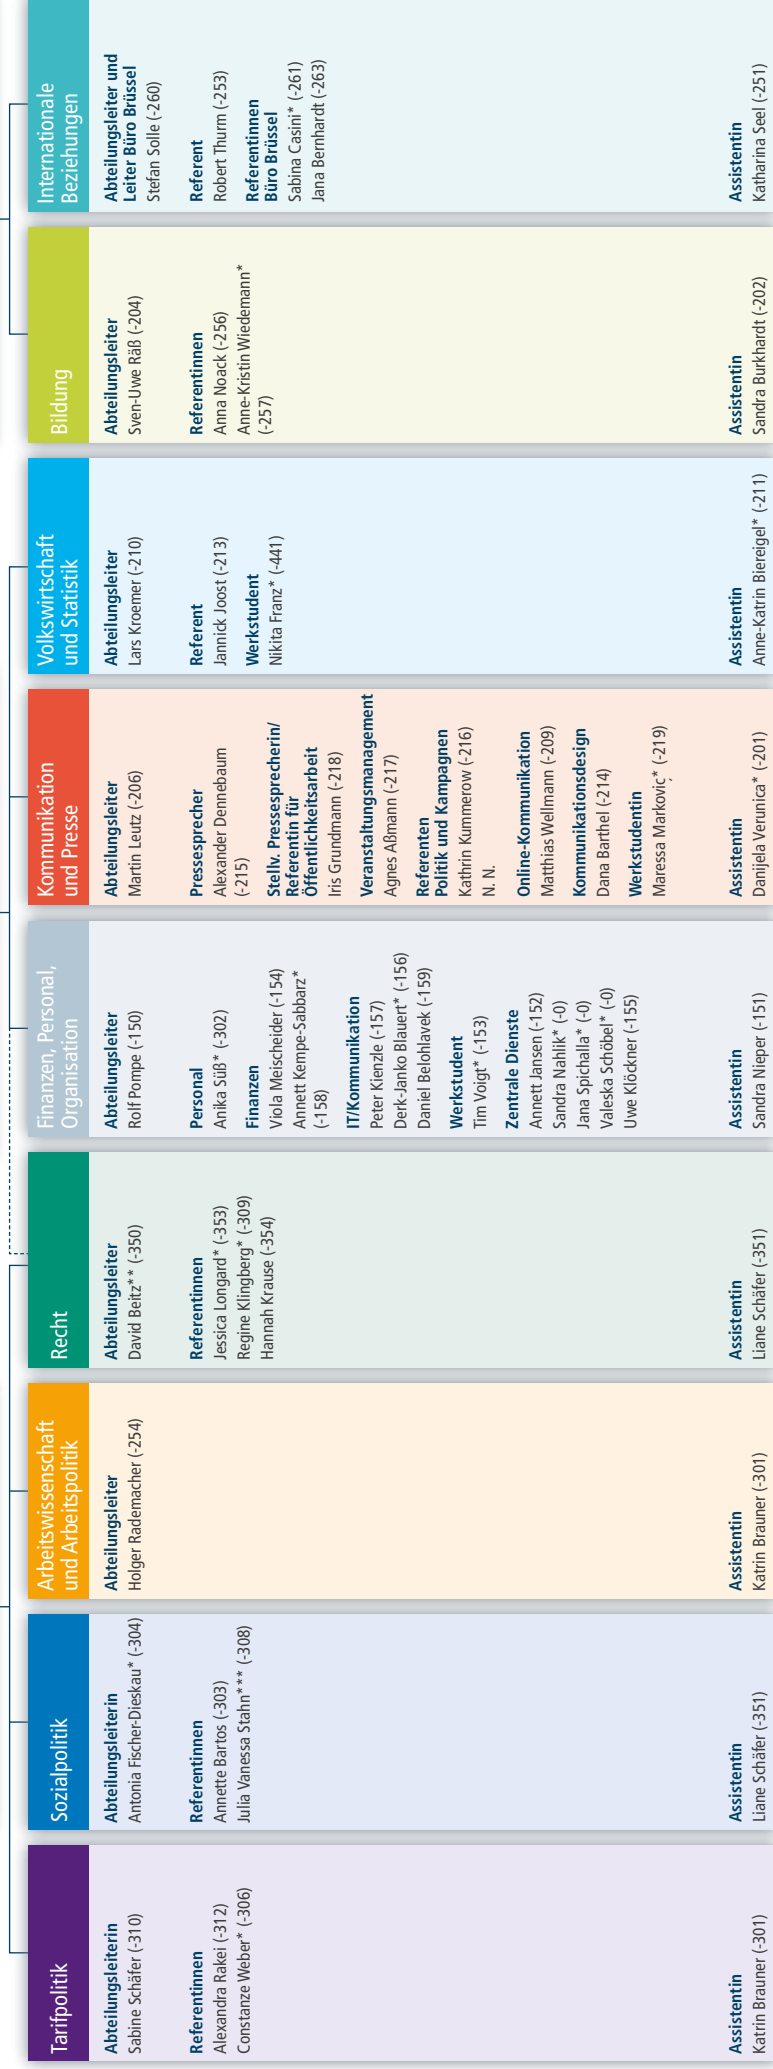 Tarifpolitik
Abteilungsleiterin
Sabine Schäfer (-310)
Referentinnen
Alexandra Rakei (-312)
Constanze Weber* (-306)
Assistentin
Katrin Brauner (-301)
Sozialpolitik
Abteilungsleiterin
Antonia Fischer-Dieskau* (-304)
Referentinnen
Annette Bartos (-303)
Julia Vanessa Stahn*** (-308)
Assistentin
Liane Schäfer (-351)
Arbeitswissenschaft
und Arbeitspolitik
Abteilungsleiter
Holger Rademacher (-254)
Assistentin
Katrin Brauner (-301)
Recht
Abteilungsleiter
David Beitz** (-350)
Referentinnen
Jessica Longard* (-353)
Regine Klingberg* (-309)
Hannah Krause (-354)
Assistentin
Liane Schäfer (-351)
Finanzen, Personal,
Organisation
Abteilungsleiter
Rolf Pompe (-150)
Personal
Anika Süß* (-302)
Finanzen
Viola Meischeider (-154)
Annett Kempe-Sabbarz*
(-158)
IT/Kommunikation
Peter Kienzle (-157)
Derk-Janko Blauert* (-156)
Daniel Belohlavek (-159)
Werkstudent
Tim Voigt* (-153)
Zentrale Dienste
Annett Jansen (-152)
Sandra Nahlik* (-0)
Jana Spichalla* (-0)
Valeska Schöbel* (-0)
Uwe Klöckner (-155)
Assistentin
Sandra Nieper (-151)
Kommunikation
und Presse
Abteilungsleiter
Martin Leutz (-206)
Pressesprecher
Alexander Dennebaum
(-215)
Stellv. Pressesprecherin/
Referentin für
Öffentlichkeitsarbeit
Iris Grundmann (-218)
Veranstaltungsmanagement
Agnes Aßmann (-217)
Referenten
Politik und Kampagnen
Kathrin Kummerow (-216)
N. N.
Online-Kommunikation
Matthias Wellmann (-209)
Kommunikationsdesign
Dana Barthel (-214)
Werkstudentin
Maressa Markovic̦* (-219)
Assistentin
Danijela Verunica* (-201)
Volkswirtschaft
und Statistik
Abteilungsleiter
Lars Kroemer (-210)
Referent
Jannick Joost (-213)
Werkstudent
Nikita Franz* (-441)
Assistentin
Anne-Katrin Biereigel* (-211)
Bildung
Abteilungsleiter
Sven-Uwe Räß (-204)
Referentinnen
Anna Noack (-256)
Anne-Kristin Wiedemann*
(-257)
Assistentin
Sandra Burkhardt (-202)
Internationale
Beziehungen
Abteilungsleiter und
Leiter Büro Brüssel
Stefan Solle (-260)
Referent
Robert Thurm (-253)
Referentinnen
Büro Brüssel
Sabina Casini* (-261)
Jana Bernhardt (-263)
Assistentin
Katharina Seel (-251)